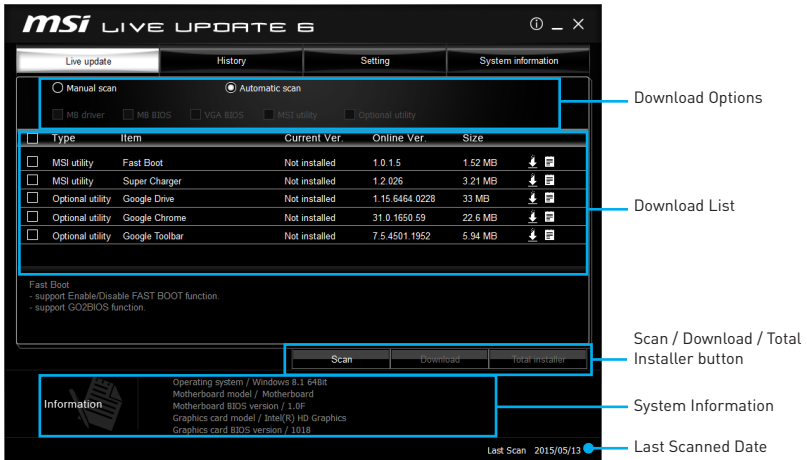 msi LIVE UPDATE 6
Live update History Setting System information
Manual scan Automatic scan
Download Options
MB driver MB BIOS VGA BIOS MSI utility Optional utility
Type Item Current Ver. Online Ver. Size
MSI utility Fast Boot Not installed 1.0.1.5 1.52 MB
MSI utility Super Charger Not installed 1.2.026 3.21 MB
Optional utility Google Drive Not installed 1.15.6464.0228 33 MB
Download List
Optional utility Google Chrome Not installed 31.0.1650.59 22.6 MB
Optional utility Google Toolbar Not installed 7.5.4501.1952 5.94 MB
Fast Boot
- support Enable/Disable FAST BOOT function.
- support GO2BIOS function.
Scan / Download / Total
Installer button
Scan Download Total installer
Information
Operating system / Windows 8.1 64Bit
Motherboard model / Motherboard
Motherboard BIOS version / 1.0F
Graphics card model / Intel(R) HD Graphics
Graphics card BIOS version / 1018
System Information
Last Scan 2015/05/13
Last Scanned Date